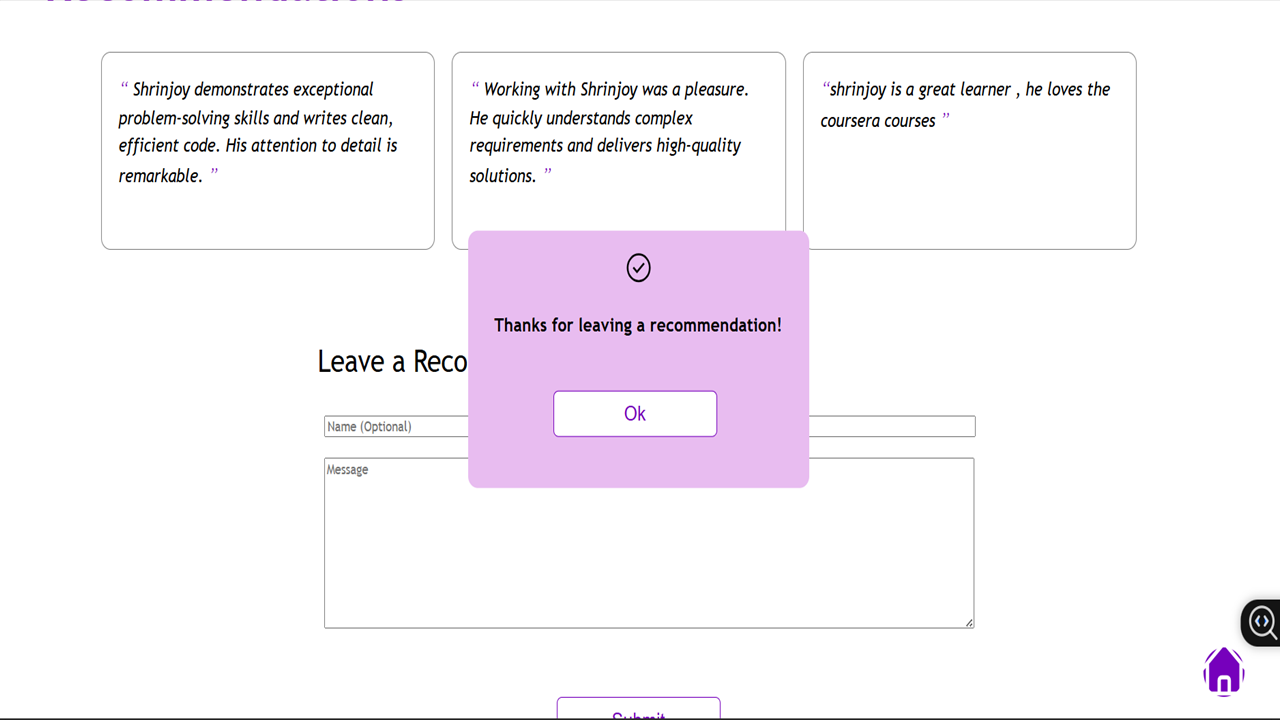 Recommendations
“ Shrinjoy demonstrates exceptional
problem-solving skills and writes clean,
efficient code. His attention to detail is
remarkable. ”
“ Working with Shrinjoy was a pleasure.
He quickly understands complex
requirements and delivers high-quality
solutions. ”
“shrinjoy is a great learner , he loves the
coursera courses ”
Thanks for leaving a recommendation!
Ok
Leave a Reco
Name (Optional)
Message
Submit